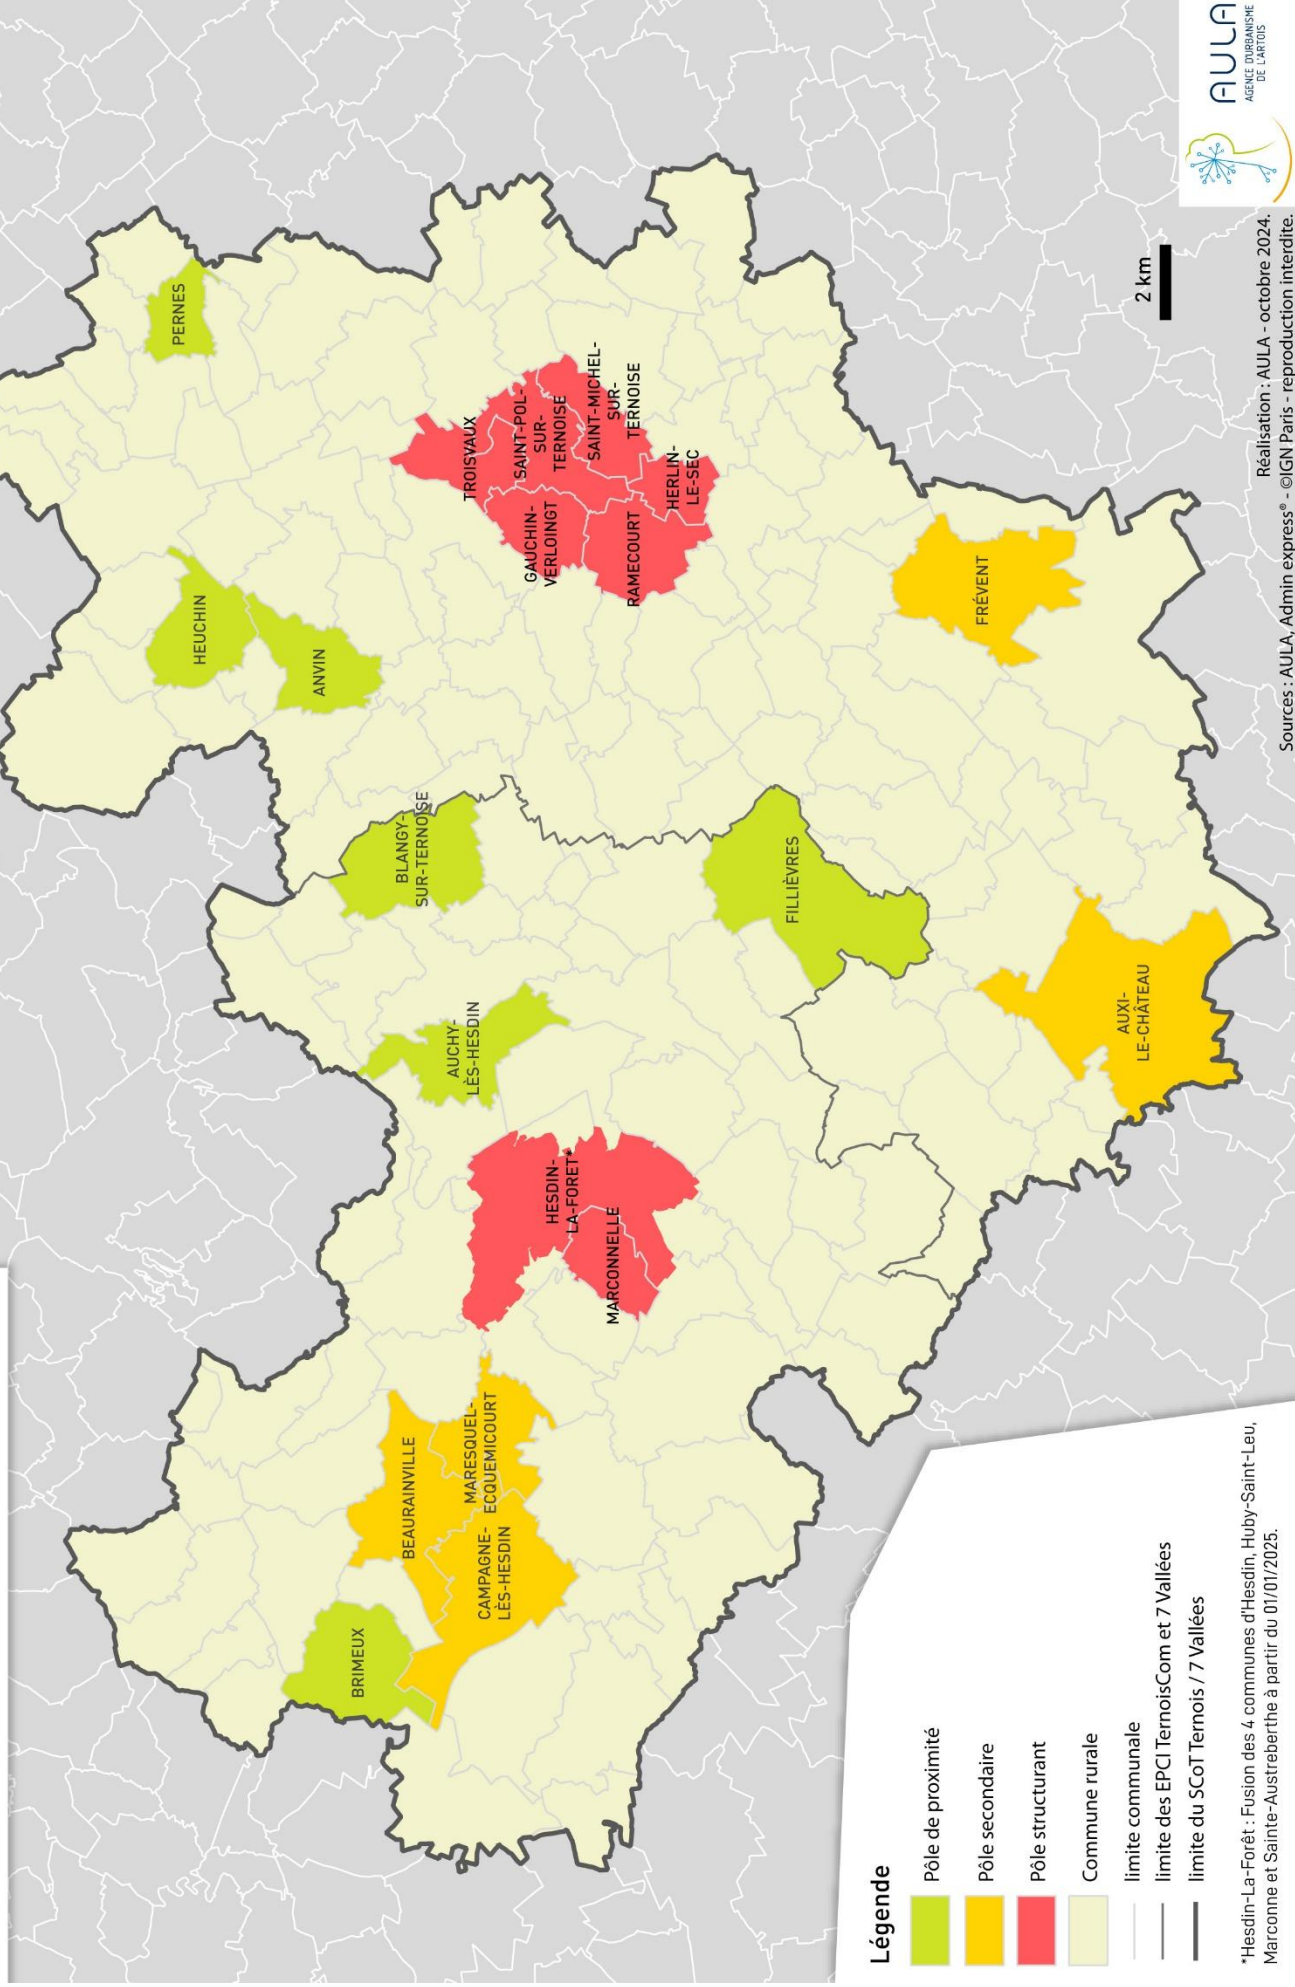 PERNES
HEUCHIN
ANVIN
TROISVAUX
SAINT-POL-
SUR-
TERNOISE
SAINT-MICHEL-
SUR-
TERNOISE
GAUCHIN-
VERLOINGT
RAMECOURT
HERLIN-
LE-SEC
FRÉVENT
BLANGY-
SUR-TERNOISE
FILLIÈVRES
AUCHY-
LÈS-HESDIN
AUXI-
LE-CHÂTEAU
HESDIN-
LA-FORET*
MARCONNELLE
BEAURAINVILLE
MARESQUEL-
ECQUEMICOURT
CAMPAGNE-
LÈS-HESDIN
BRIMEUX
Légende
Pôle de proximité
Pôle secondaire
Pôle structurant
Commune rurale
limite communale
limite des EPCI TernoisCom et 7 Vallées
limite du SCoT Ternois / 7 Vallées
*Hesdin-La-Forêt : Fusion des 4 communes d'Hesdin, Huby-Saint-Leu,
Marconne et Sainte-Austreberthe à partir du 01/01/2025.
2 km
Réalisation : AULA - octobre 2024.
Sources : AULA, Admin express® - ©IGN Paris - reproduction interdite.
AULA
AGENCE D'URBANISME
DE L'ARTOIS